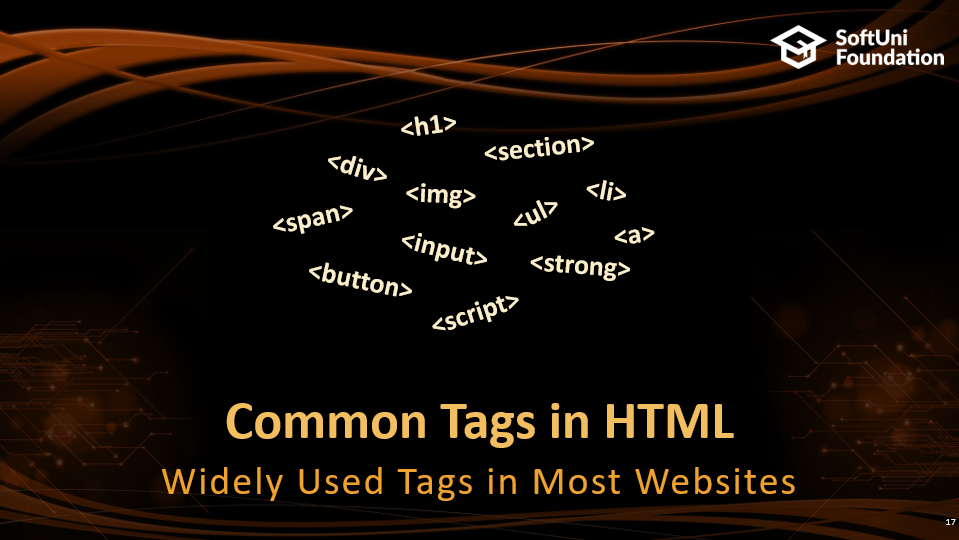 SoftUni
Foundation
<h1>
<section>
<div>
<img>
<li>
<span>
<ul>
<a>
<input>
<strong>
<button>
<script>
Common Tags in HTML
Widely Used Tags in Most Websites
17